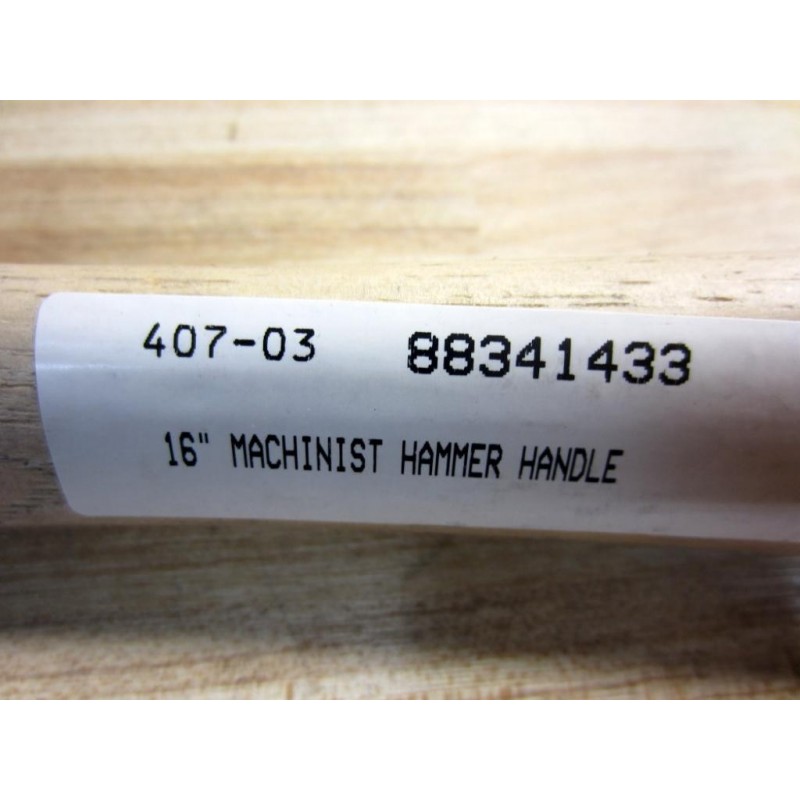 407-03 88341433
16" MACHINIST HAMMER HANDLE